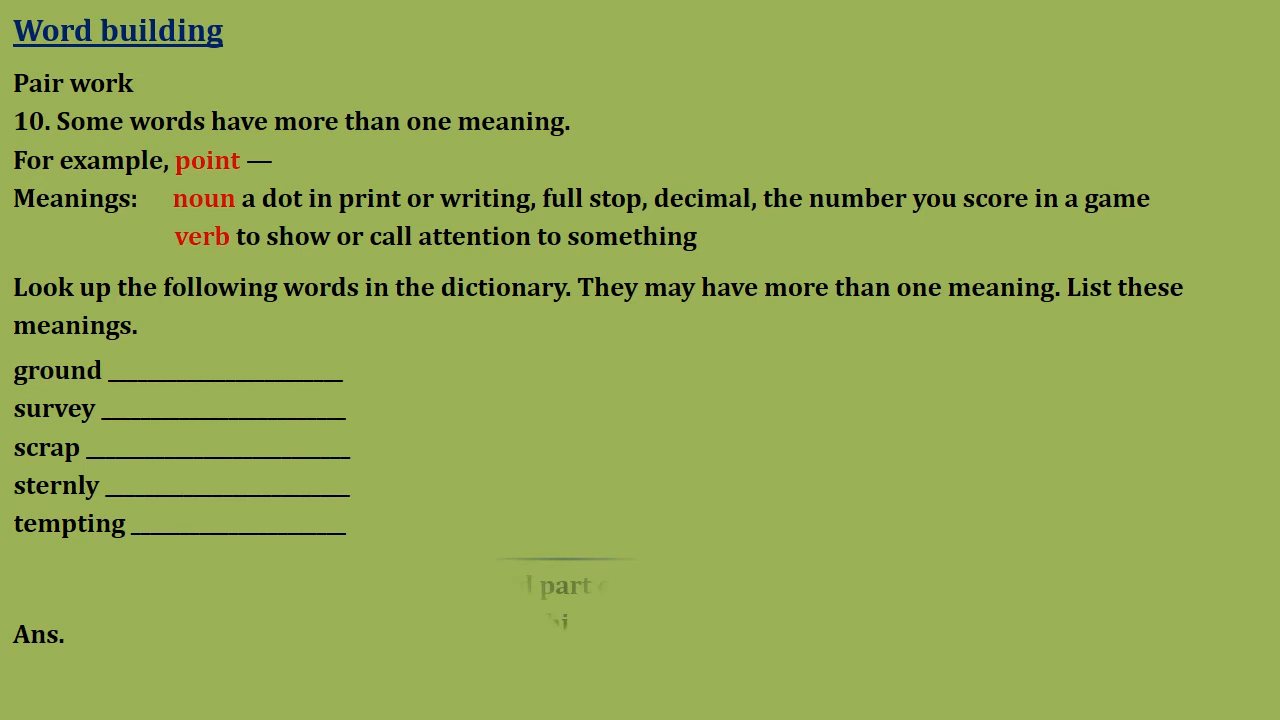 Word building
Pair work
10. Some words have more than one meaning.
For example, point —
Meanings: noun a dot in print or writing, full stop, decimal, the number you score in a game
verb to show or call attention to something
Look up the following words in the dictionary. They may have more than one meaning. List these
meanings.
ground ____________________
survey ____________________
scrap ____________________
sternly ____________________
tempting ____________________
part
Ans.